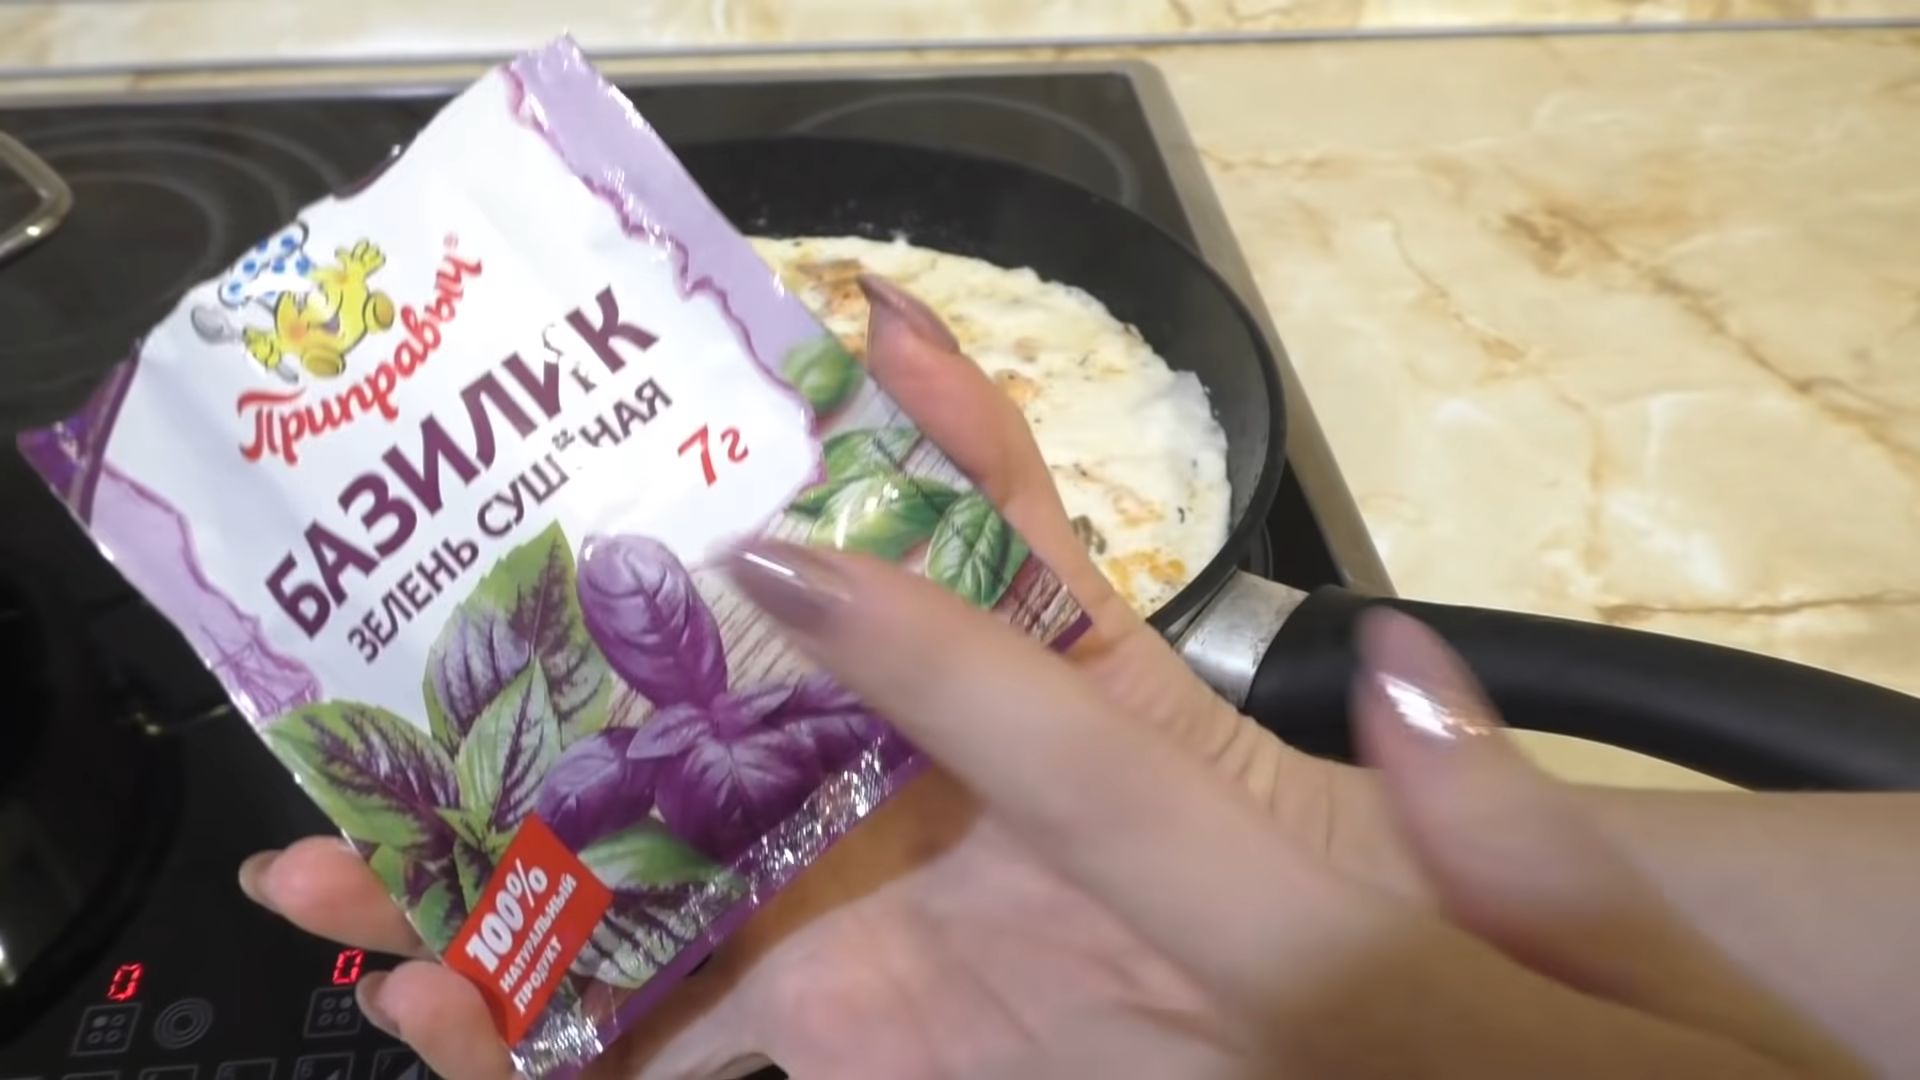 Приправыч®
БАЗИЛИК
ЗЕЛЕНЬ СУШЕНАЯ
7г
100%
НАТУРАЛЬНЫЙ
ПРОДУКТ
0
0